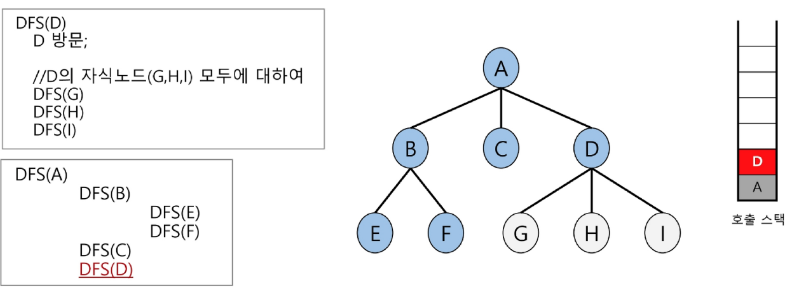 DFS(D)
D 방문;
//D의 자식노드(G,H,I) 모두에 대하여
DFS(G)
DFS(H)
DFS(I)
DFS(A)
DFS(B)
DFS(E)
DFS(F)
DFS(C)
DFS(D)
A
B
C
D
E
F
G
H
I
D
A
호출 스택